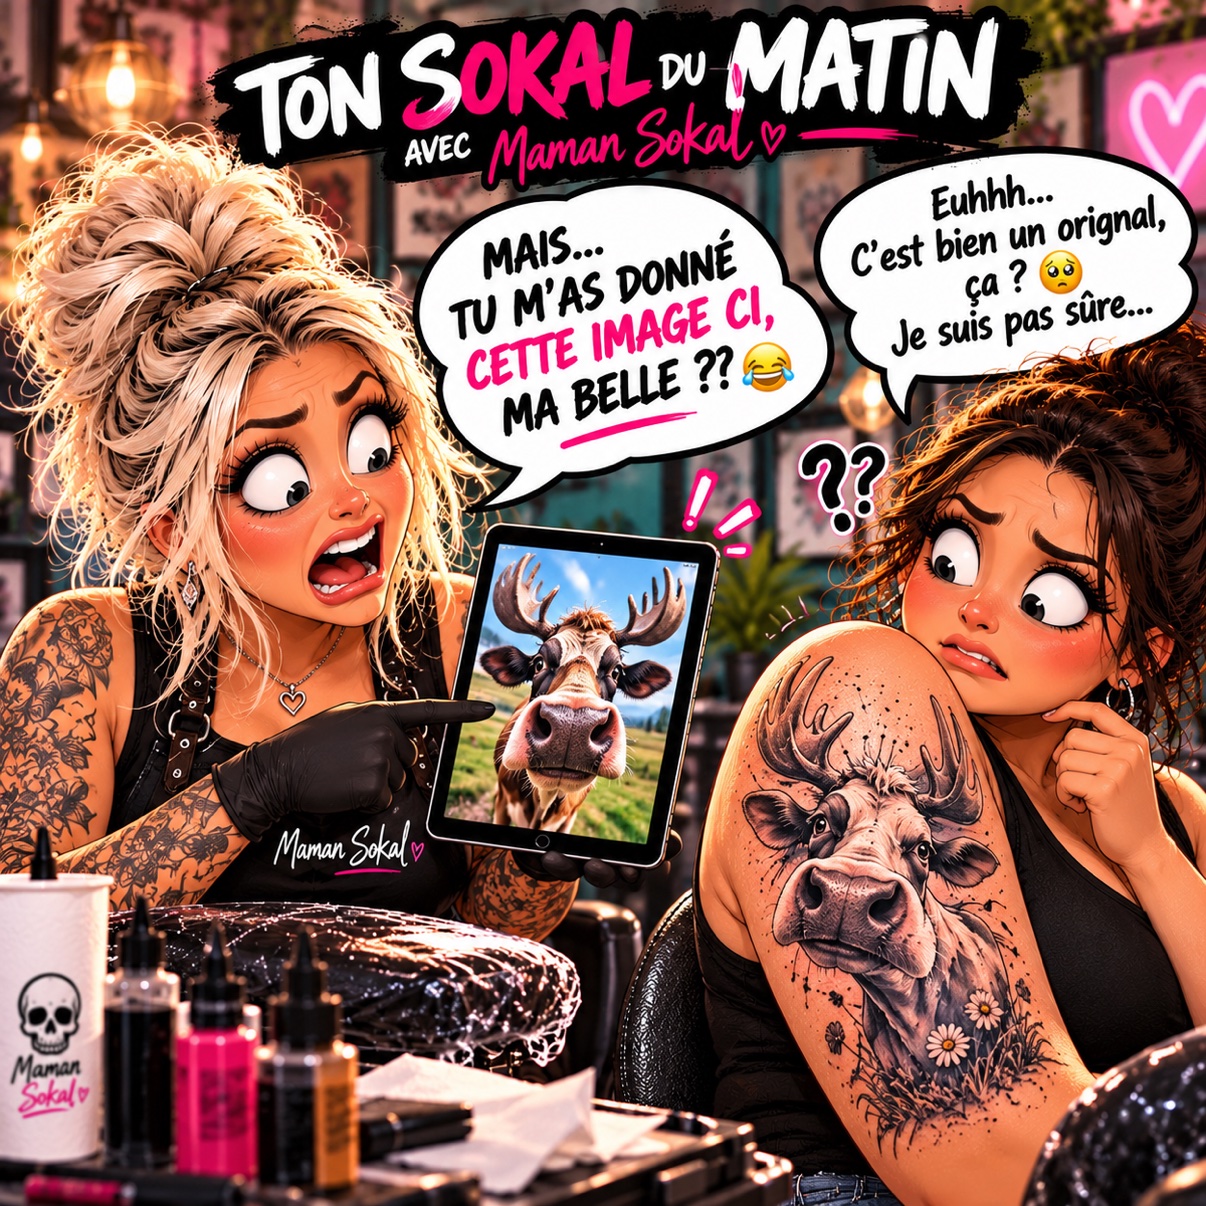 TON SOKAL DU MATIN
AVEC Maman Sokal
MAIS...
TU M'AS DONNÉ
CETTE IMAGE CI,
MA BELLE ?? 😂
Euhhh...
C'est bien un orignal,
ça ? 🥺
Je suis pas sûre...
!!
??
Maman Sokal
Maman
Sokal